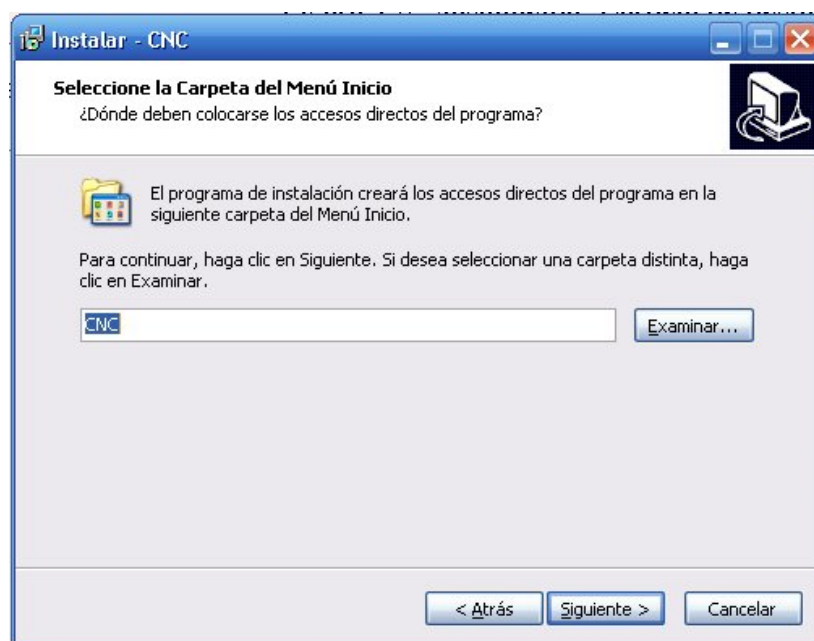 Instalar - CNC
Seleccione la Carpeta del Menú Inicio
¿Dónde deben colocarse los accesos directos del programa?
El programa de instalación creará los accesos directos del programa en la
siguiente carpeta del Menú Inicio.
Para continuar, haga clic en Siguiente. Si desea seleccionar una carpeta distinta, haga
clic en Examinar.
CNC
Examinar...
< Atrás
Siguiente >
Cancelar